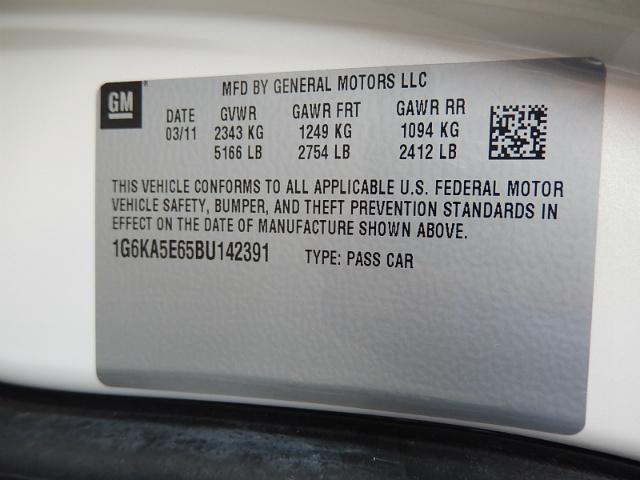 MFD BY GENERAL MOTORS LLC
GM
DATE GVWR GAWR FRT GAWR RR
03/11 2343 KG 1249 KG 1094 KG
5166 LB 2754 LB 2412 LB
THIS VEHICLE CONFORMS TO ALL APPLICABLE U.S. FEDERAL MOTOR
VEHICLE SAFETY, BUMPER, AND THEFT PREVENTION STANDARDS IN
EFFECT ON THE DATE OF MANUFACTURE SHOWN ABOVE.
1G6KA5E65BU142391 TYPE: PASS CAR